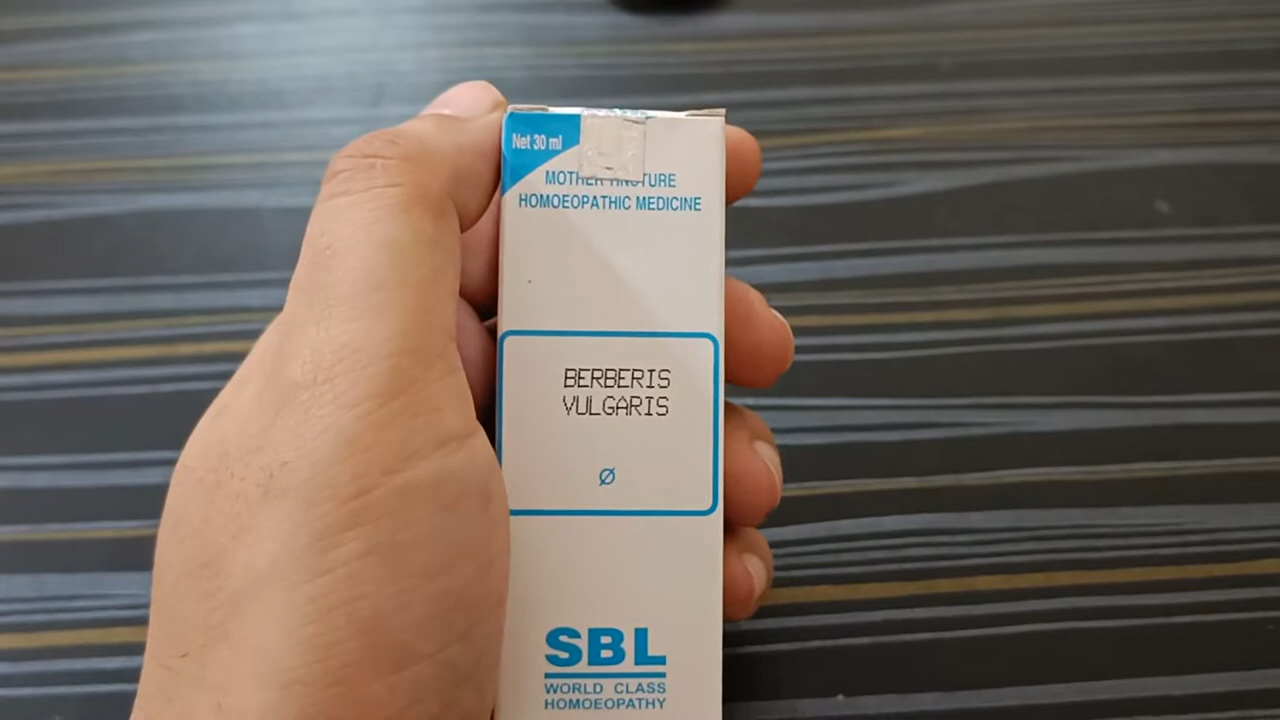 Net 30 ml
MOTHER TINCTURE
HOMOEOPATHIC MEDICINE
BERBERIS
VULGARIS
Ø
SBL
WORLD CLASS
HOMOEOPATHY